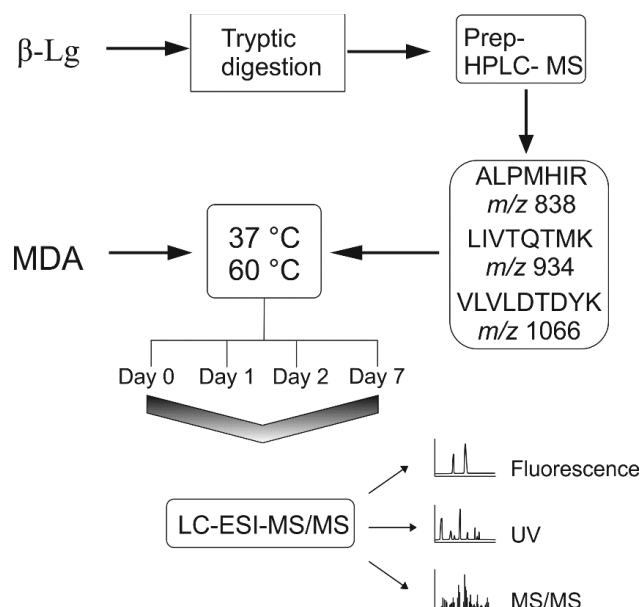 β-Lg
Tryptic
digestion
Prep-
HPLC- MS
ALPMHIR
m/z 838
LIVTQTMK
m/z 934
VLVLDTDYK
m/z 1066
MDA
37 °C
60 °C
Day 0 Day 1 Day 2 Day 7
LC-ESI-MS/MS
Fluorescence
UV
MS/MS